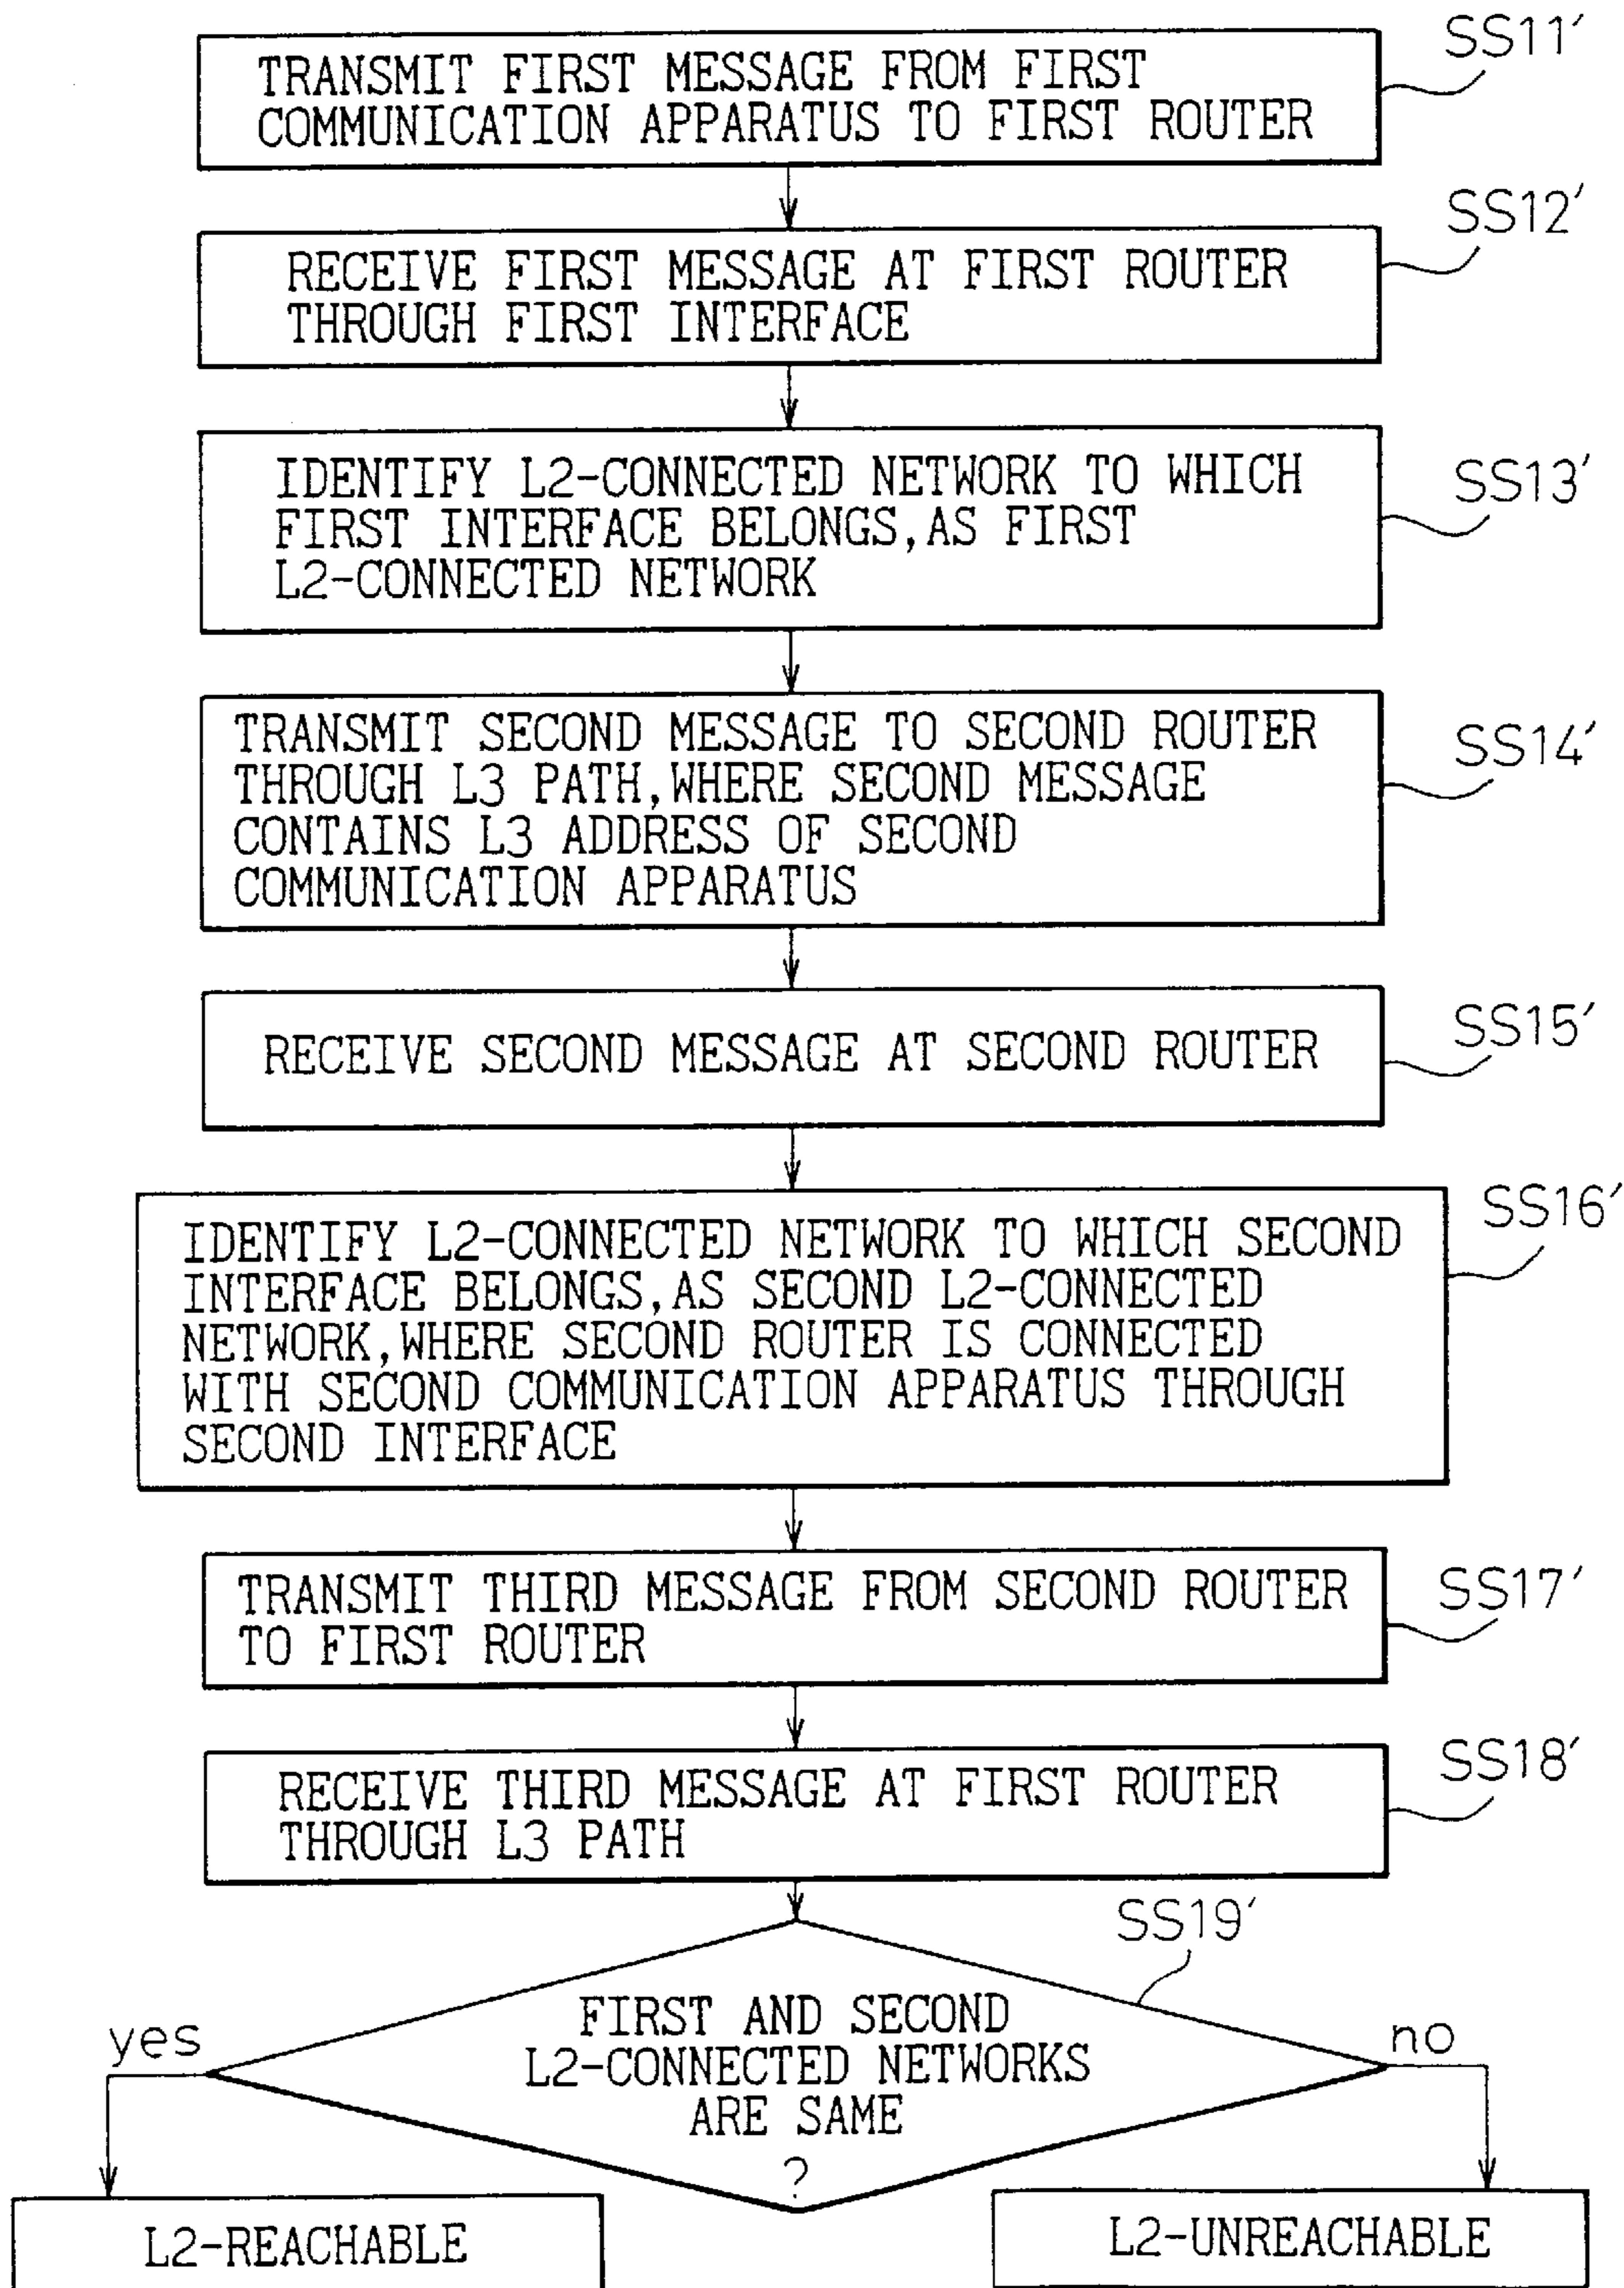 SS11'
TRANSMIT FIRST MESSAGE FROM FIRST
COMMUNICATION APPARATUS TO FIRST ROUTER
SS12'
RECEIVE FIRST MESSAGE AT FIRST ROUTER
THROUGH FIRST INTERFACE
SS13'
IDENTIFY L2-CONNECTED NETWORK TO WHICH
FIRST INTERFACE BELONGS, AS FIRST
L2-CONNECTED NETWORK
SS14'
TRANSMIT SECOND MESSAGE TO SECOND ROUTER
THROUGH L3 PATH, WHERE SECOND MESSAGE
CONTAINS L3 ADDRESS OF SECOND
COMMUNICATION APPARATUS
SS15'
RECEIVE SECOND MESSAGE AT SECOND ROUTER
SS16'
IDENTIFY L2-CONNECTED NETWORK TO WHICH SECOND
INTERFACE BELONGS, AS SECOND L2-CONNECTED
NETWORK, WHERE SECOND ROUTER IS CONNECTED
WITH SECOND COMMUNICATION APPARATUS THROUGH
SECOND INTERFACE
SS17'
TRANSMIT THIRD MESSAGE FROM SECOND ROUTER
TO FIRST ROUTER
SS18'
RECEIVE THIRD MESSAGE AT FIRST ROUTER
THROUGH L3 PATH
SS19'
FIRST AND SECOND
L2-CONNECTED NETWORKS
ARE SAME
?
yes
no
L2-REACHABLE
L2-UNREACHABLE